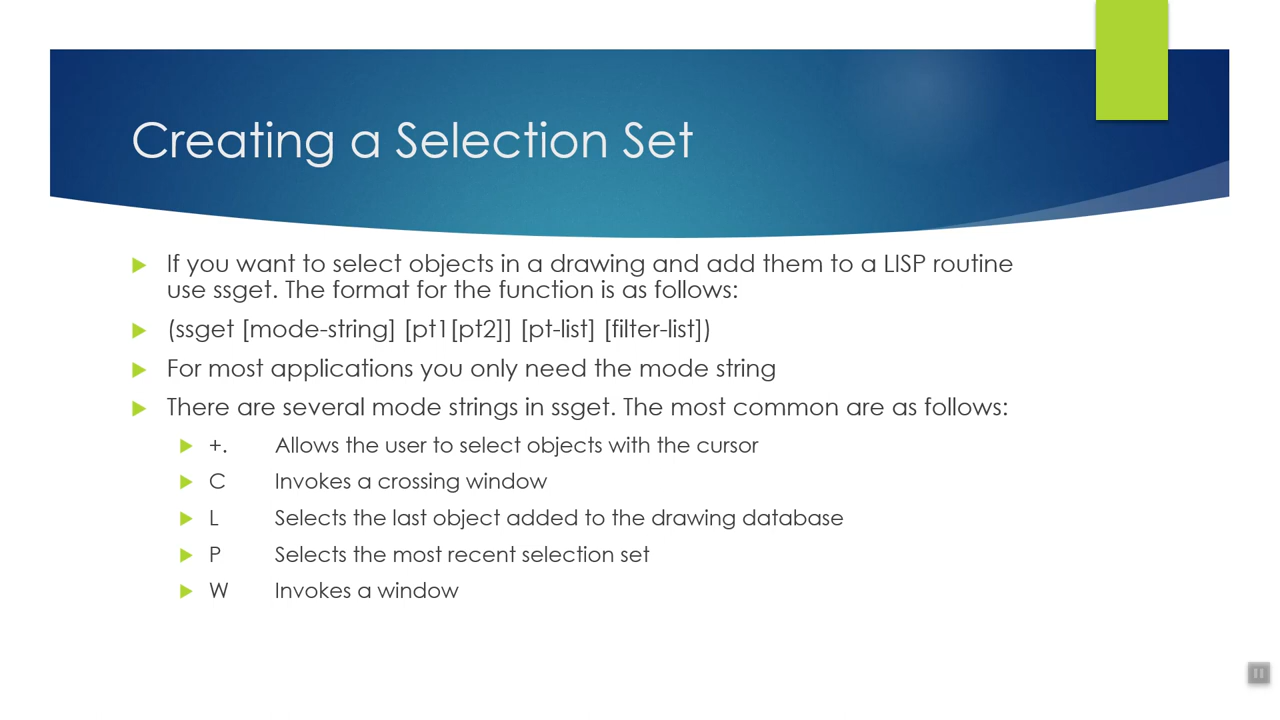 Creating a Selection Set
If you want to select objects in a drawing and add them to a LISP routine
use ssget. The format for the function is as follows:
(ssget [mode-string] [pt1[pt2]] [pt-list] [filter-list])
For most applications you only need the mode string
There are several mode strings in ssget. The most common are as follows:
+. Allows the user to select objects with the cursor
C Invokes a crossing window
L Selects the last object added to the drawing database
P Selects the most recent selection set
W Invokes a window